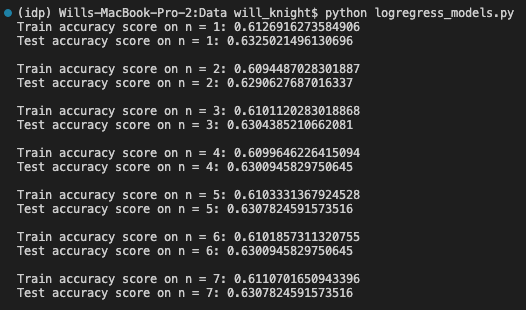 (idp) Wills-MacBook-Pro-2:Data will_knight$ python logregress_models.py
Train accuracy score on n = 1: 0.6126916273584906
Test accuracy score on n = 1: 0.6325021496130696
Train accuracy score on n = 2: 0.6094487028301887
Test accuracy score on n = 2: 0.6290627687016337
Train accuracy score on n = 3: 0.6101120283018868
Test accuracy score on n = 3: 0.6304385210662081
Train accuracy score on n = 4: 0.6099646226415094
Test accuracy score on n = 4: 0.6300945829750645
Train accuracy score on n = 5: 0.6103331367924528
Test accuracy score on n = 5: 0.6307824591573516
Train accuracy score on n = 6: 0.6101857311320755
Test accuracy score on n = 6: 0.6300945829750645
Train accuracy score on n = 7: 0.6110701650943396
Test accuracy score on n = 7: 0.6307824591573516